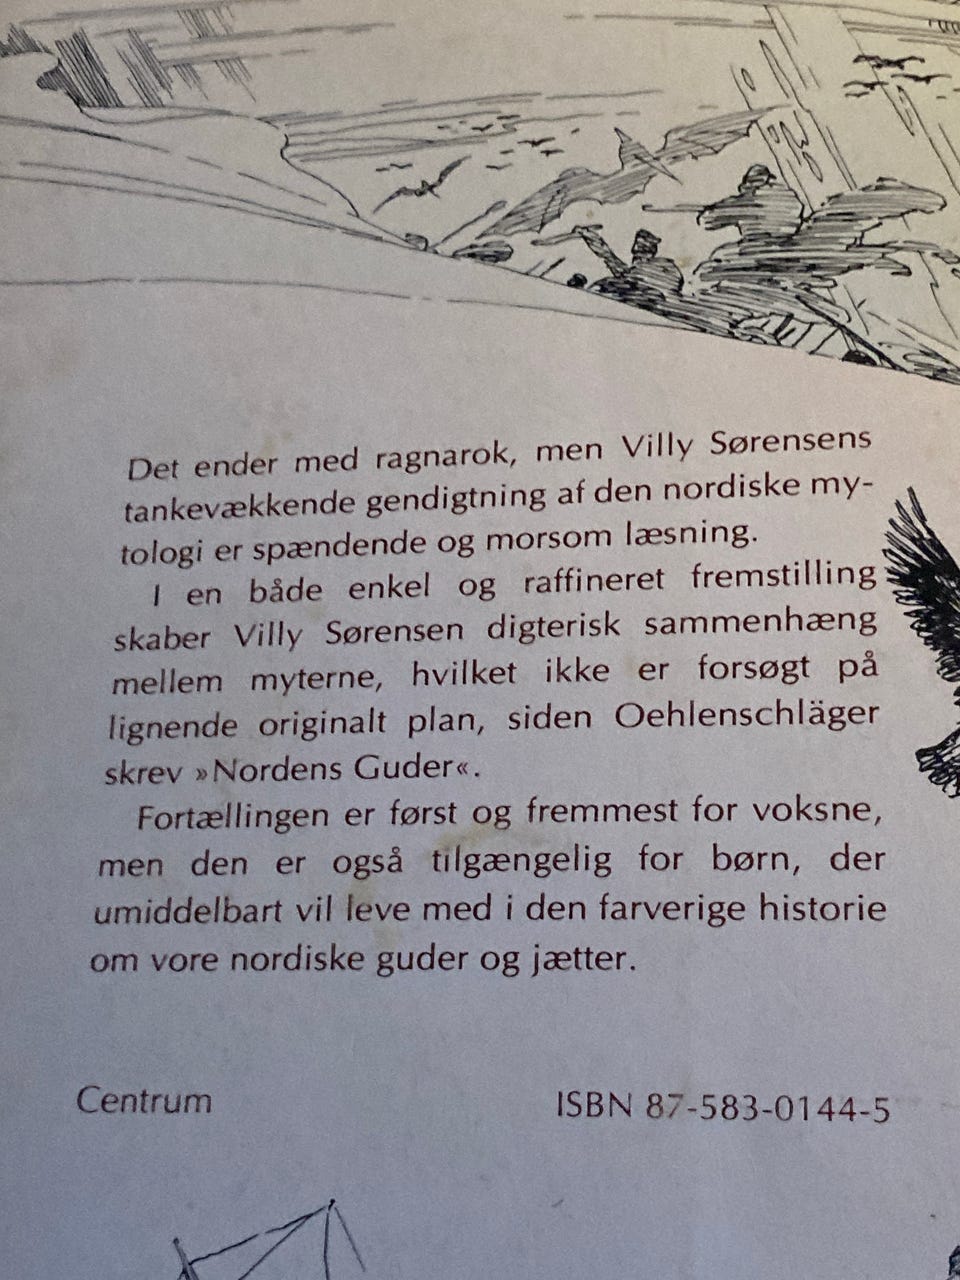 Det ender med ragnarok, men Villy Sørensens
tankevækkende gendigtning af den nordiske my-
tologi er spændende og morsom læsning.
I en både enkel og raffineret fremstilling
skaber Villy Sørensen digterisk sammenhæng
mellem myterne, hvilket ikke er forsøgt på
lignende originalt plan, siden Oehlenschläger
skrev »Nordens Guder«.
Fortællingen er først og fremmest for voksne,
men den er også tilgængelig for børn, der
umiddelbart vil leve med i den farverige historie
om vore nordiske guder og jætter.
Centrum
ISBN 87-583-0144-5